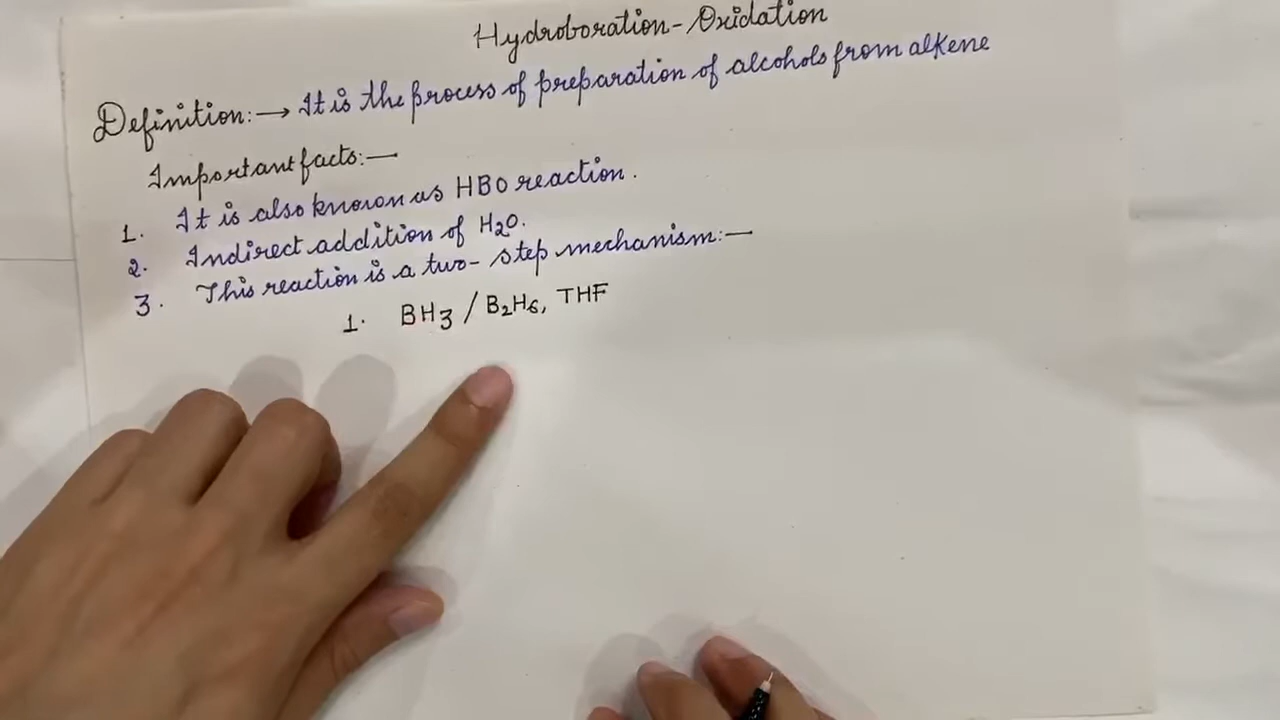 Hydroboration-Oxidation
Definition:→ It is the process of preparation of alcohols from alkene
Important facts:—
1. It is also known as HBO reaction.
2. Indirect addition of H₂O.
3. This reaction is a two-step mechanism:—
1. BH₃ / B₂H₆, THF